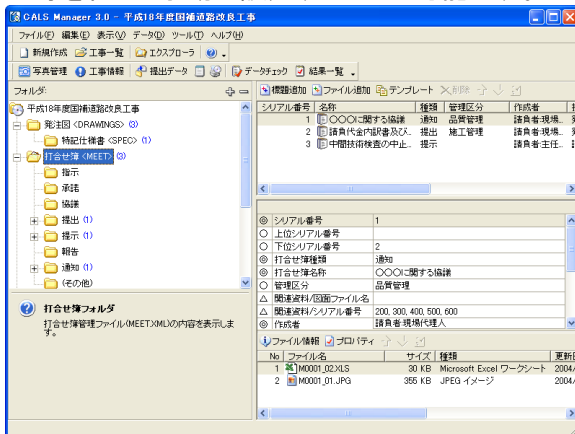 CALS Manager 3.0 - 平成18年度国補道路改良工事
ファイル(F) 編集(E) 表示(V) データ(D) ツール(T) ヘルプ(H)
新規作成 工事一覧 エクスプローラ
写真管理 工事情報 提出データ データチェック 結果一覧
フォルダ:
平成18年度国補道路改良工事
発注図 <DRAWINGS> (3)
特記仕様書 <SPEC> (1)
打合せ簿 <MEET> (3)
指示
承諾
協議
提出 (1)
提示 (1)
報告
通知 (1)
(その他)
打合せ簿フォルダ
打合せ簿管理ファイル(MEET.XML)の内容を表示します。
標題追加 ファイル追加 テンプレート 削除
シリアル番号 名称 種類 管理区分 作成者
1 〇〇〇に関する協議 通知 品質管理 請負者:現場...
2 請負代金内訳書及び... 提出 施工管理 請負者:現場...
3 中間技術検査の中止... 提示 請負者:主任...
◎ シリアル番号 1
○ 上位シリアル番号
○ 下位シリアル番号 2
◎ 打合せ簿種類 通知
◎ 打合せ簿名称 〇〇〇に関する協議
○ 管理区分 品質管理
△ 関連資料/図面ファイル名
△ 関連資料/シリアル番号 200, 300, 400, 500, 600
◎ 作成者 請負者:現場代理人
ファイル情報 プロパティ
No ファイル名 サイズ 種類 更新日
1 M0001_02.XLS 30 KB Microsoft Excel ワークシート 2004/
2 M0001_01.JPG 355 KB JPEG イメージ 2004/